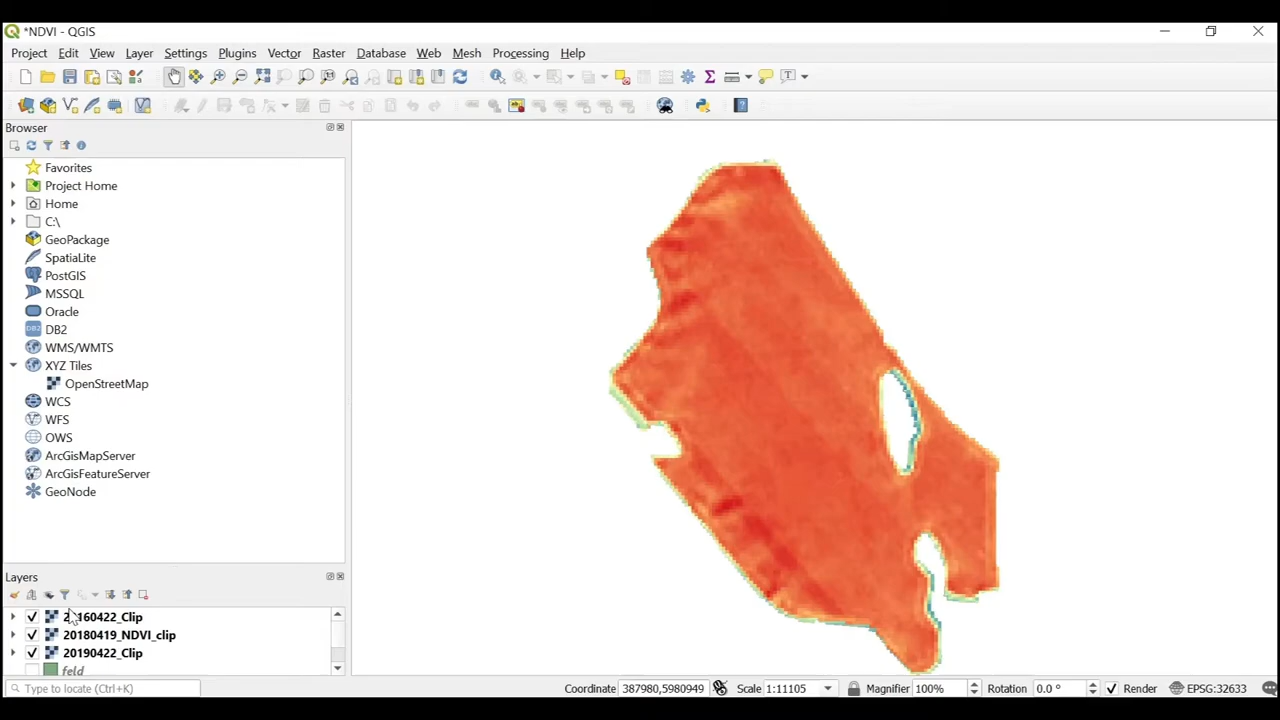 *NDVI - QGIS
Project Edit View Layer Settings Plugins Vector Raster Database Web Mesh Processing Help
Browser
Favorites
Project Home
Home
C:\
GeoPackage
SpatiaLite
PostGIS
MSSQL
Oracle
DB2
WMS/WMTS
XYZ Tiles
OpenStreetMap
WCS
WFS
OWS
ArcGisMapServer
ArcGisFeatureServer
GeoNode
Layers
20160422_Clip
20180419_NDVI_clip
20190422_Clip
feld
Type to locate (Ctrl+K) Coordinate 387980,5980949 Scale 1:11105 Magnifier 100% Rotation 0.0 ° Render EPSG:32633